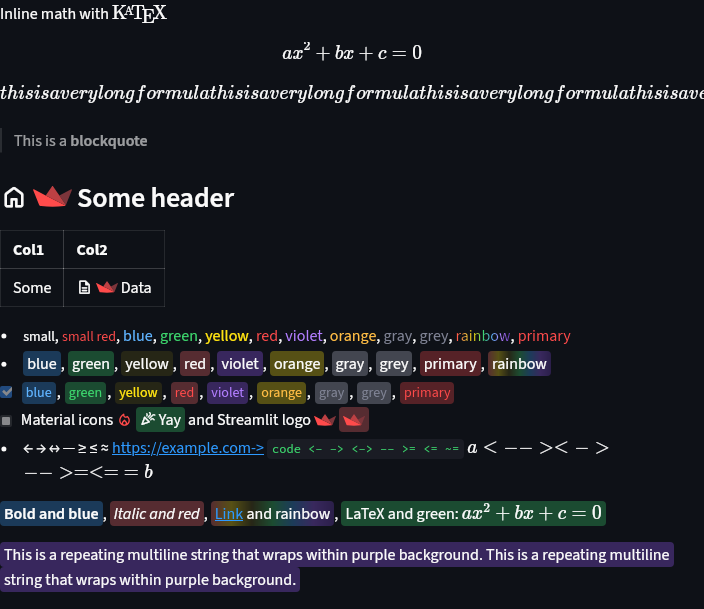 Inline math with KATEX
ax² + bx + c = 0
thisisaverylongformulathisisaverylongformulathisisaverylongformulathisisave
This is a blockquote
Some header
Col1 Col2
Some Data
small, small red, blue, green, yellow, red, violet, orange, gray, grey, rainbow, primary
blue, green, yellow, red, violet, orange, gray, grey, primary, rainbow
blue, green, yellow, red, violet, orange, gray, grey, primary
Material icons Yay and Streamlit logo
← → ↔ — ≥ ≤ ≈ https://example.com-> code <- -> <-> -- >= <= ~= a < −− >< − >
−− >=<= = b
Bold and blue, Italic and red, Link and rainbow, LaTeX and green: ax² + bx + c = 0
This is a repeating multiline string that wraps within purple background. This is a repeating multiline
string that wraps within purple background.